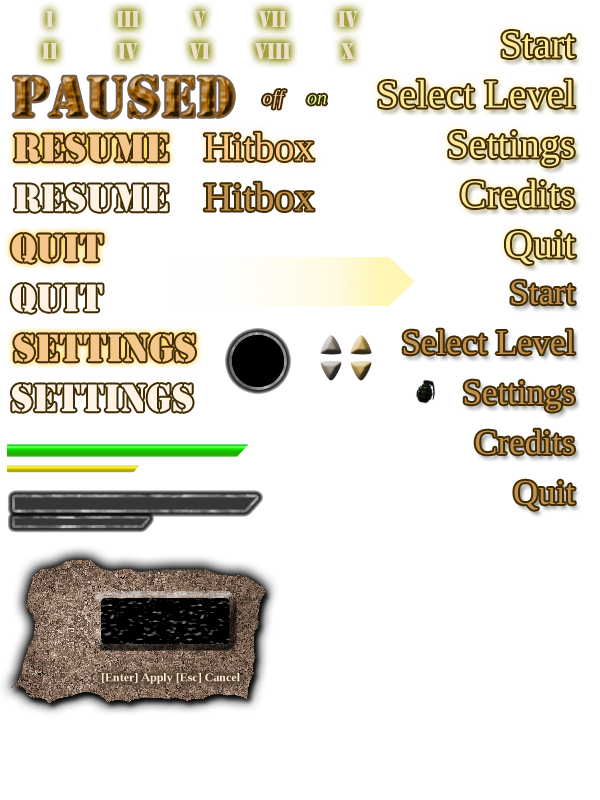 I III V VII IV
II IV VI VIII X
Start
PAUSED off on Select Level
RESUME Hitbox Settings
RESUME Hitbox Credits
QUIT Quit
QUIT Start
SETTINGS Select Level
SETTINGS Settings
Credits
Quit
[Enter] Apply [Esc] Cancel